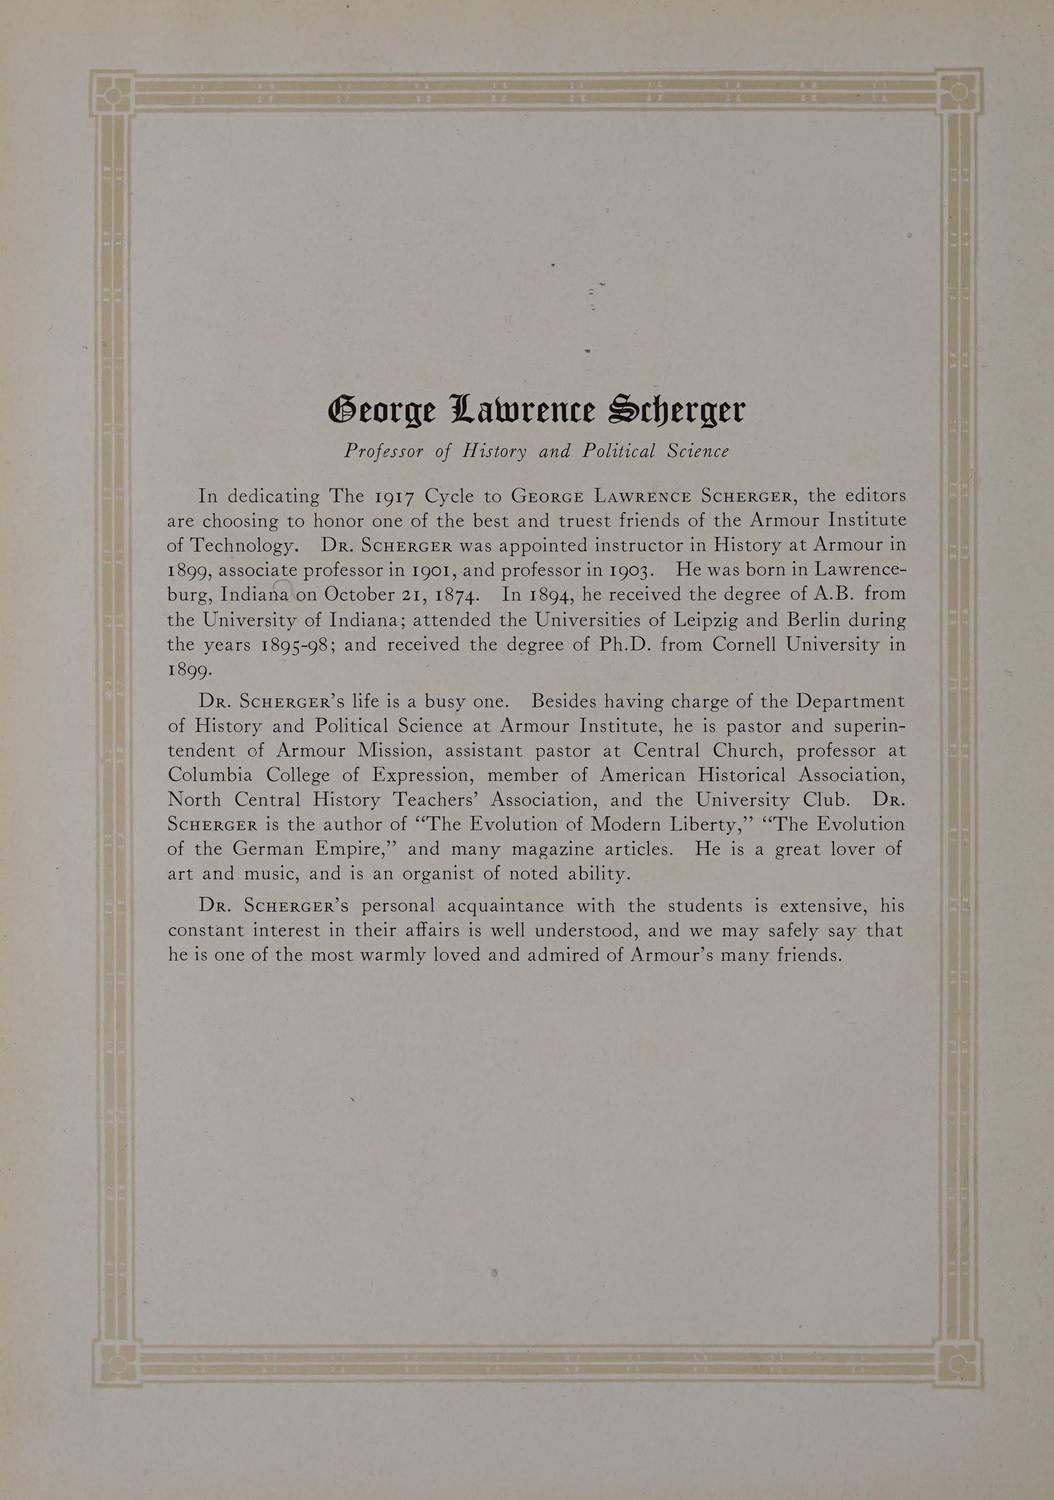 George Lawrence Scherger
Professor of History and Political Science
In dedicating The 1917 Cycle to George Lawrence Scherger, the editors
are choosing to honor one of the best and truest friends of the Armour Institute
of Technology. Dr. Scherger was appointed instructor in History at Armour in
1899, associate professor in 1901, and professor in 1903. He was born in Lawrence-
burg, Indiana on October 21, 1874. In 1894, he received the degree of A.B. from
the University of Indiana; attended the Universities of Leipzig and Berlin during
the years 1895-98; and received the degree of Ph.D. from Cornell University in
1899.
Dr. Scherger's life is a busy one. Besides having charge of the Department
of History and Political Science at Armour Institute, he is pastor and superin-
tendent of Armour Mission, assistant pastor at Central Church, professor at
Columbia College of Expression, member of American Historical Association,
North Central History Teachers' Association, and the University Club. Dr.
Scherger is the author of "The Evolution of Modern Liberty," "The Evolution
of the German Empire," and many magazine articles. He is a great lover of
art and music, and is an organist of noted ability.
Dr. Scherger's personal acquaintance with the students is extensive, his
constant interest in their affairs is well understood, and we may safely say that
he is one of the most warmly loved and admired of Armour's many friends.